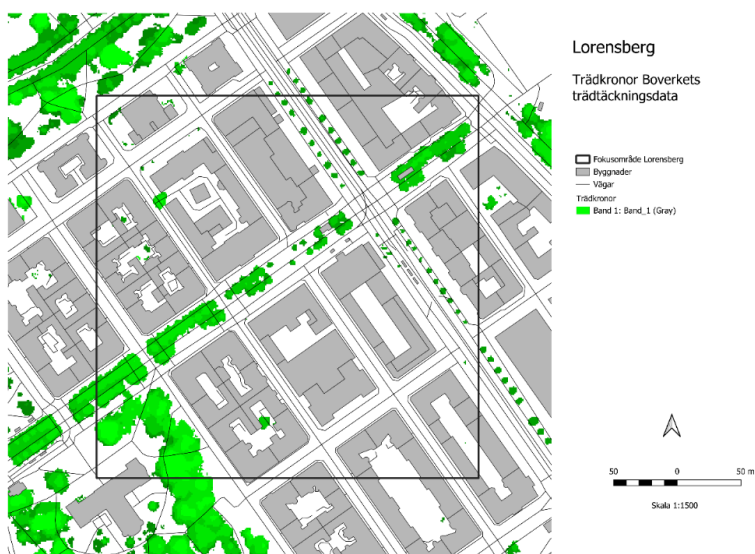 Lorensberg
Trädkronor Boverkets
trädtäckningsdata
Fokusområde Lorensberg
Byggnader
Vägar
Trädkronor
Band 1: Band_1 (Gray)
50 0 50 m
Skala 1:1500